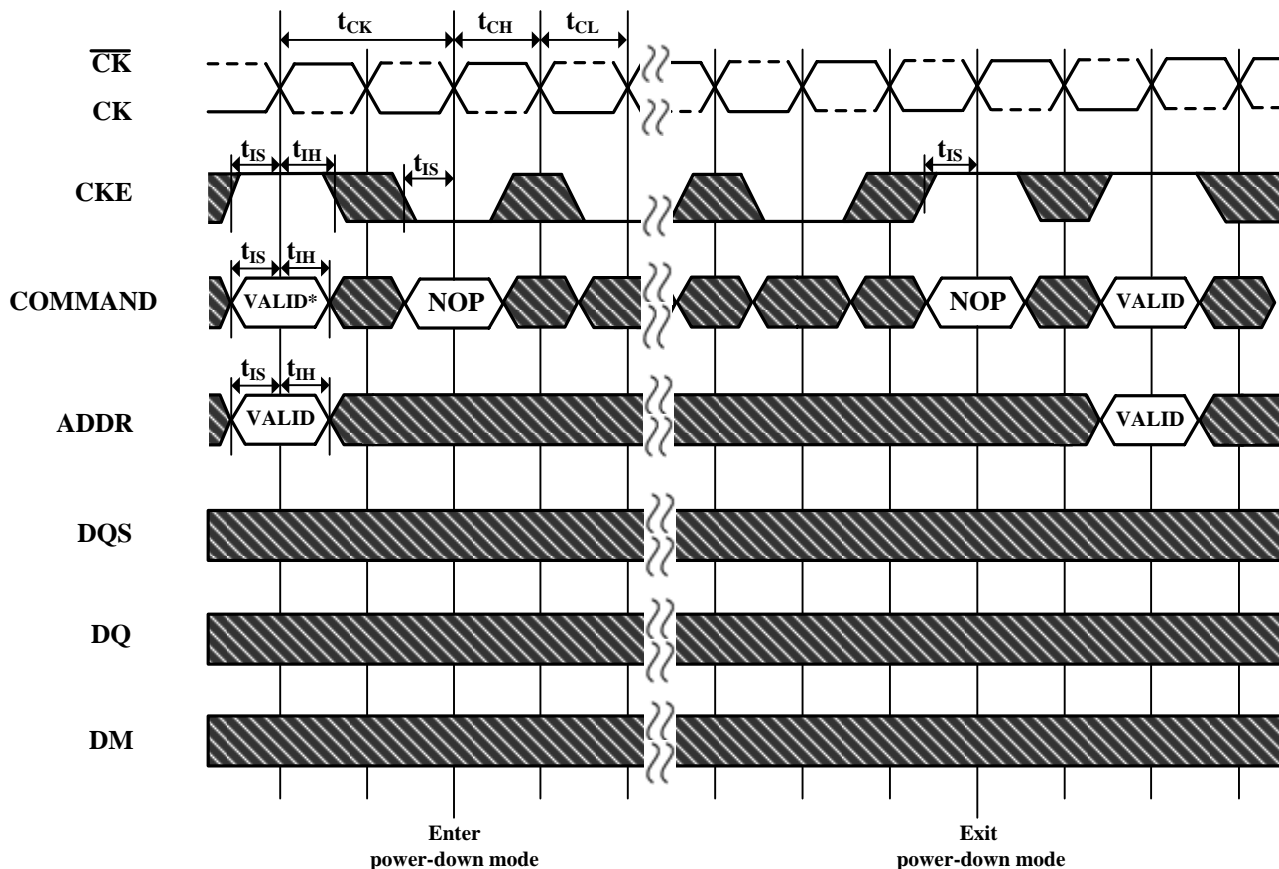 tCK tCH tCL
C̅K̅
CK
tIS tIH tIS tIS
CKE
tIS tIH
COMMAND VALID* NOP NOP VALID
tIS tIH
ADDR VALID VALID
DQS
DQ
DM
Enter Exit
power-down mode power-down mode